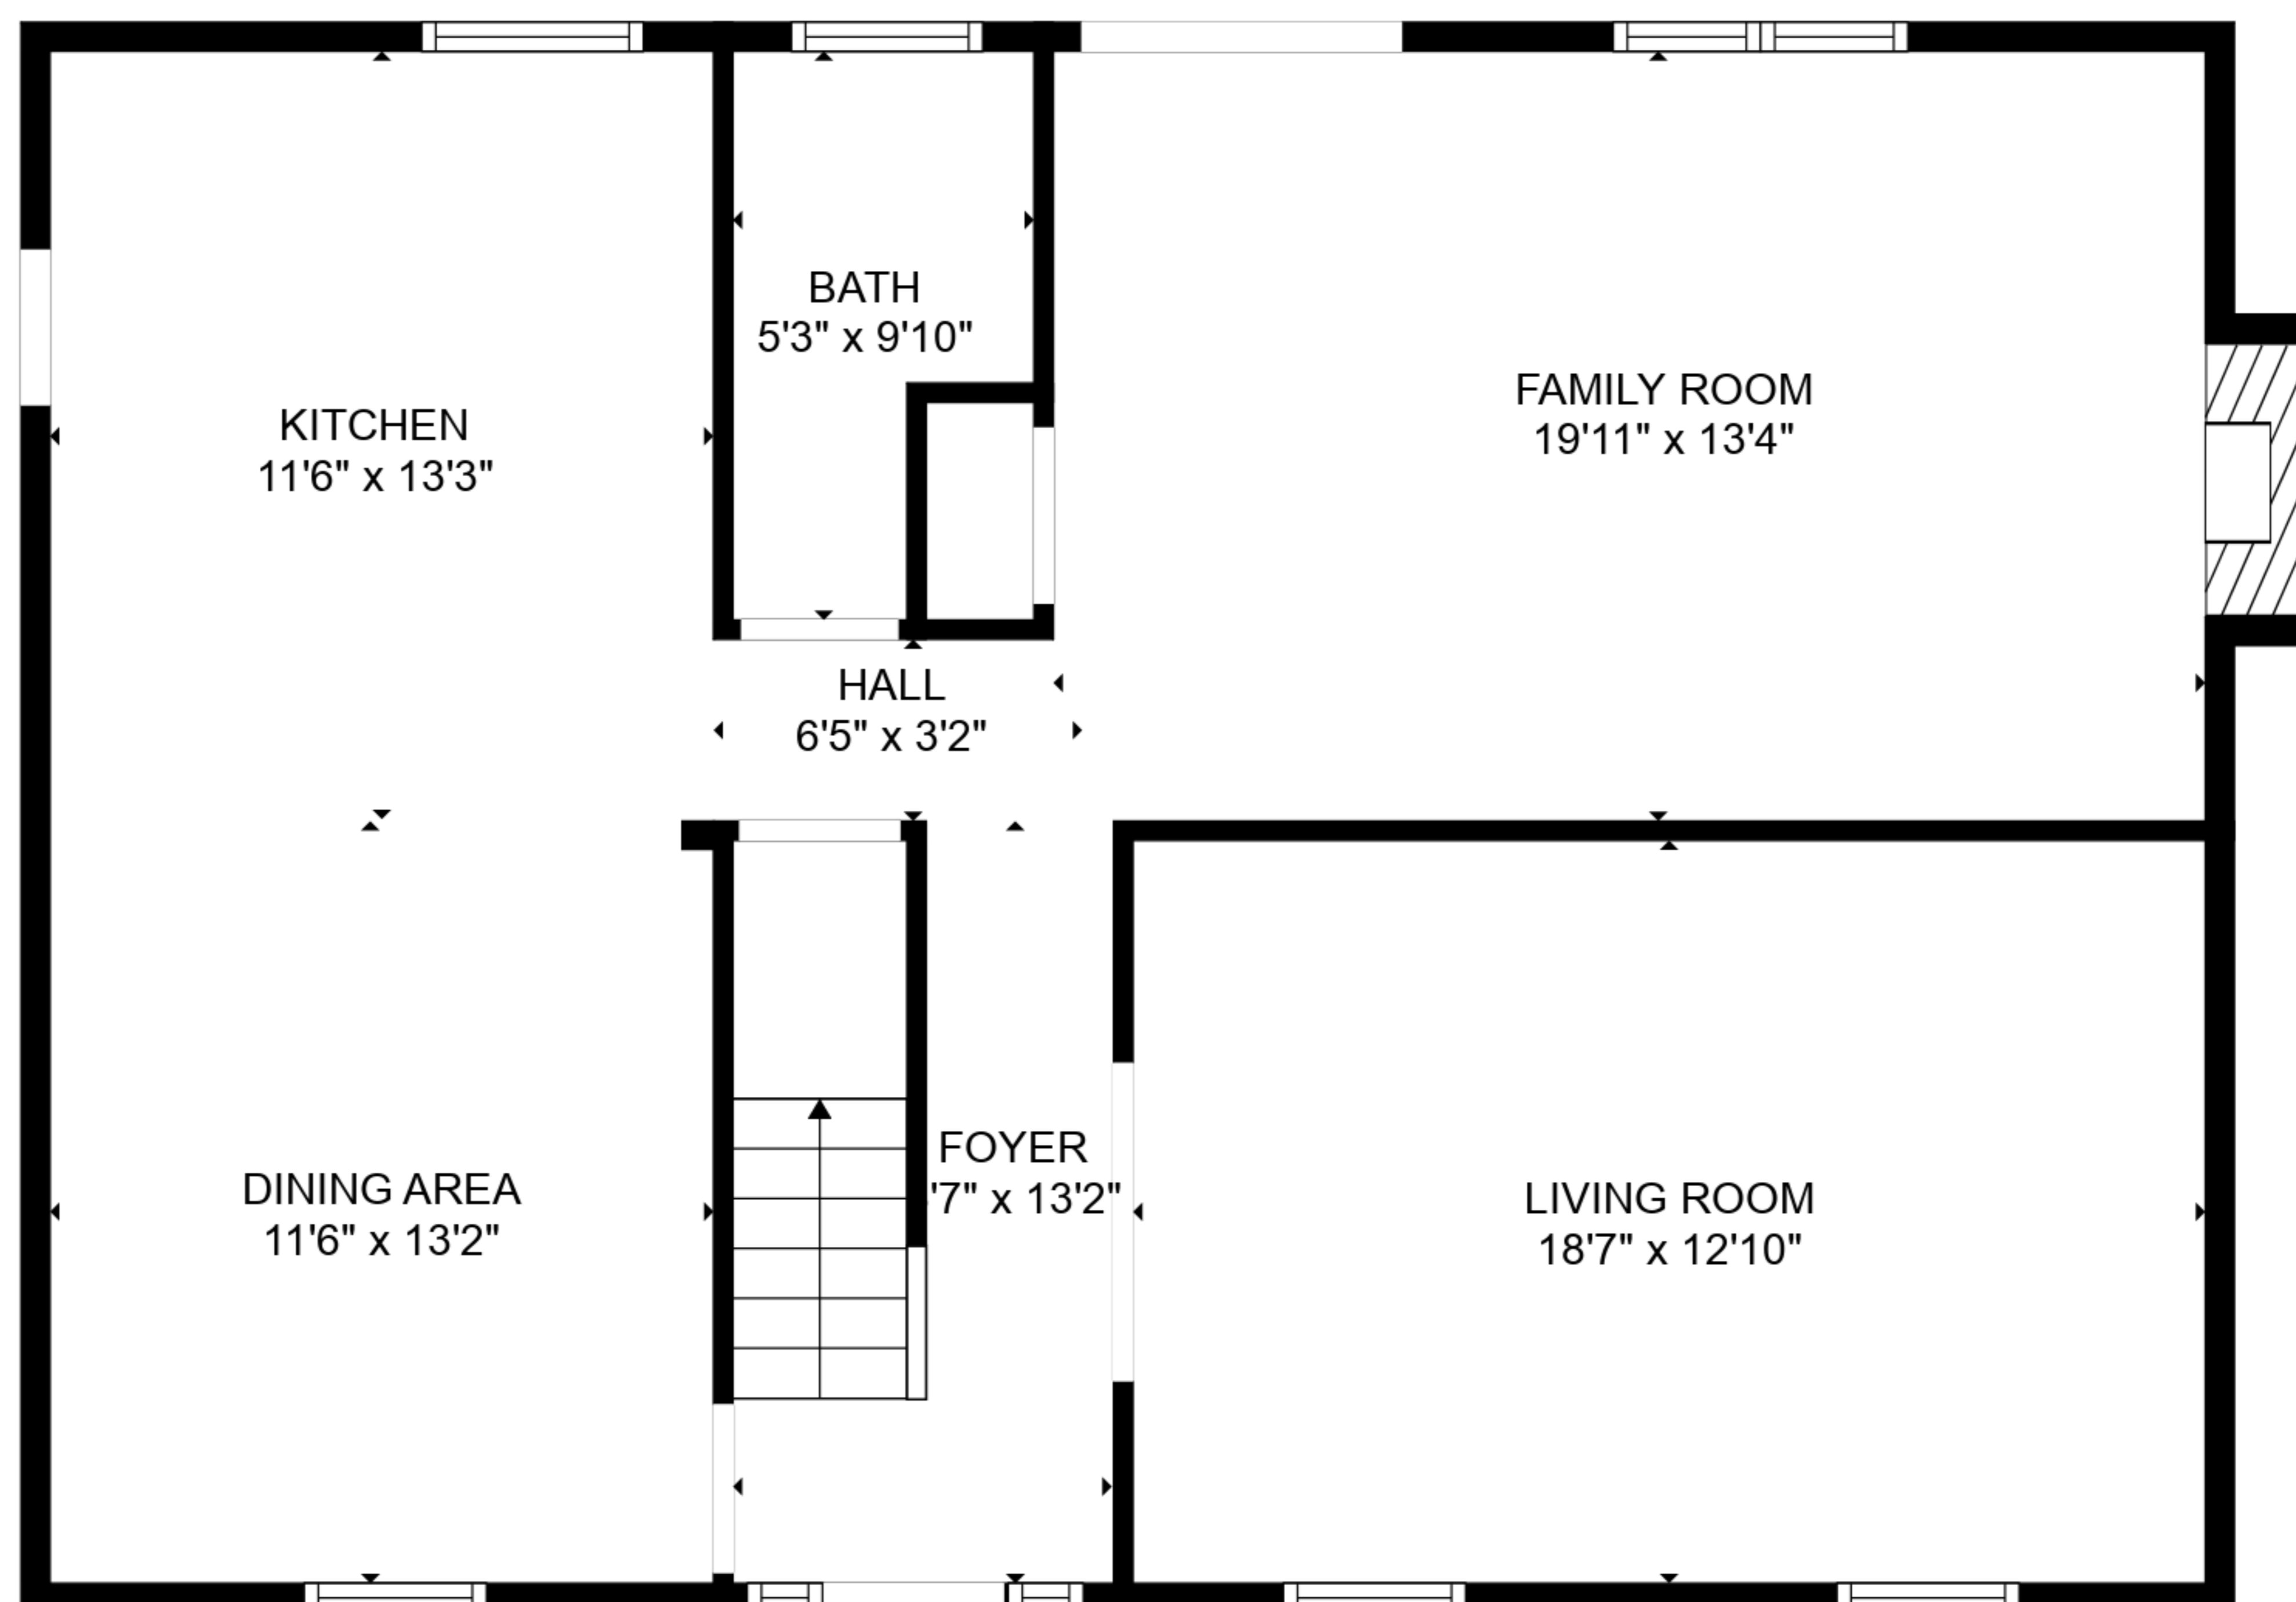 BATH
5'3" x 9'10"
KITCHEN
11'6" x 13'3"
FAMILY ROOM
19'11" x 13'4"
HALL
6'5" x 3'2"
FOYER
'7" x 13'2"
DINING AREA
11'6" x 13'2"
LIVING ROOM
18'7" x 12'10"